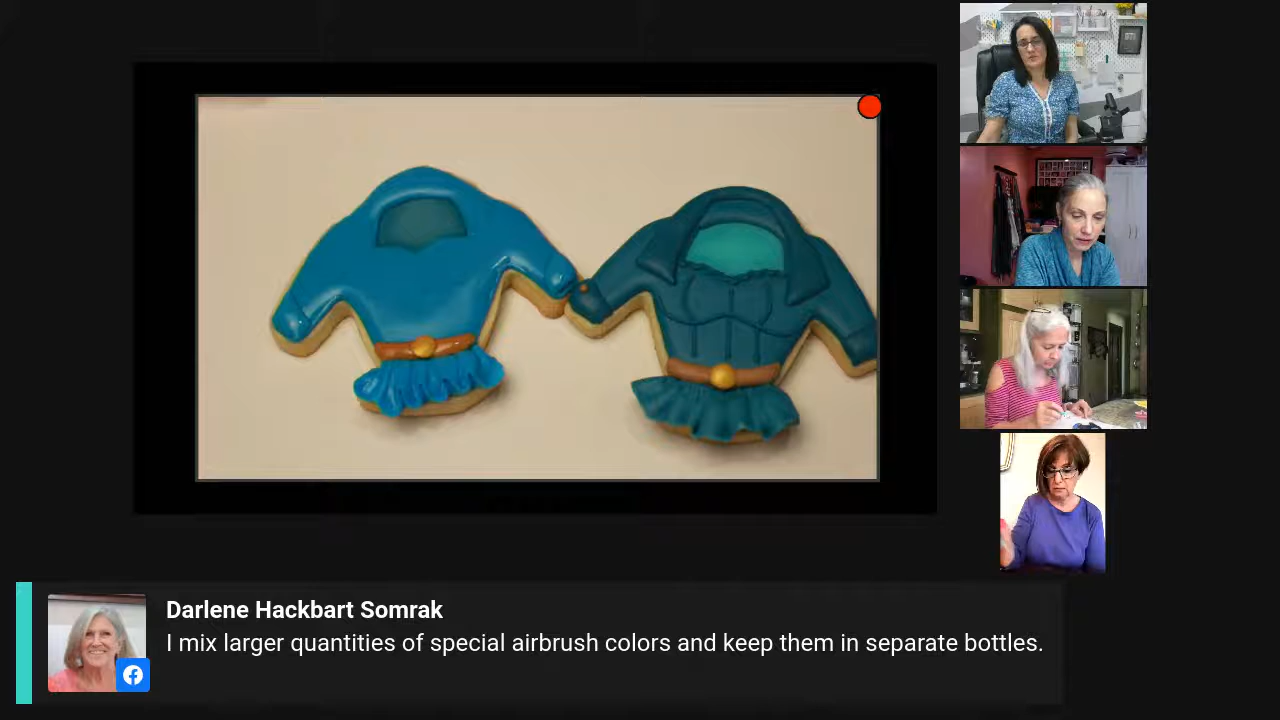 Darlene Hackbart Somrak
I mix larger quantities of special airbrush colors and keep them in separate bottles.